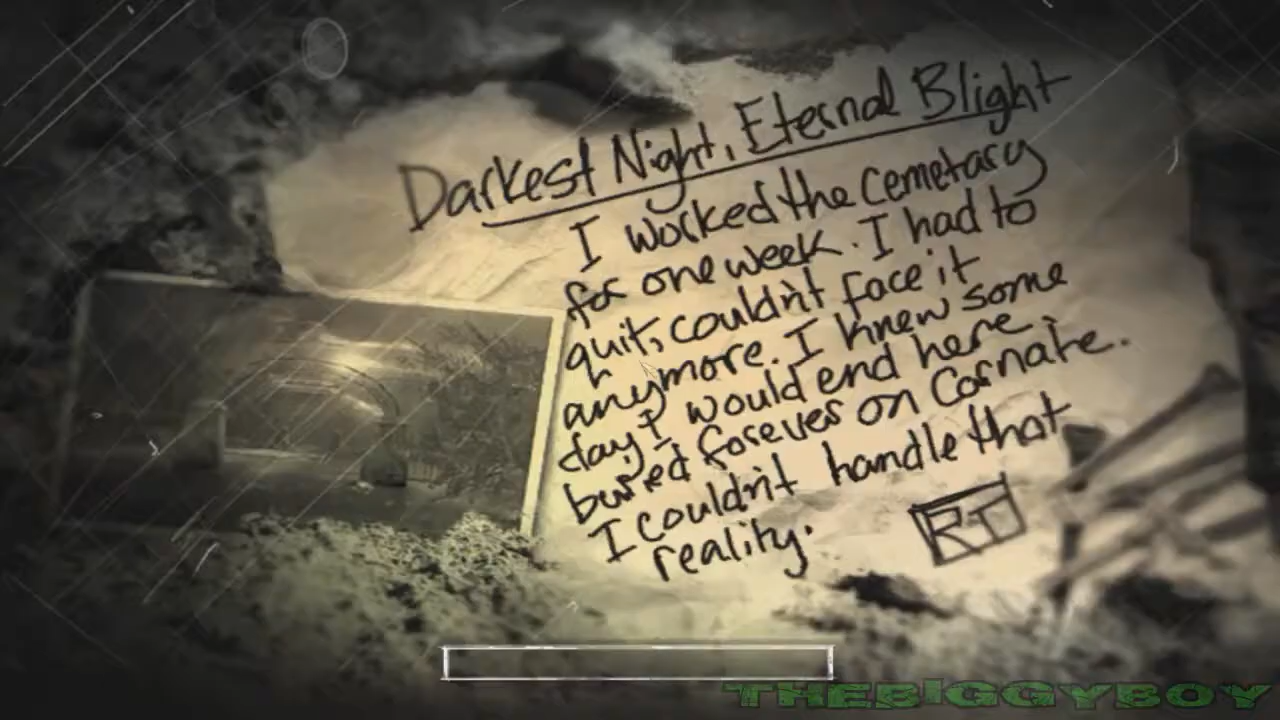 Darkest Night, Eternal Blight
I worked the cemetary
for one week. I had to
quit, couldn't face it
anymore. I knew some
day I would end here,
buried forever on Carnate.
I couldn't handle that
reality.
RT
THEBIGGYBOY